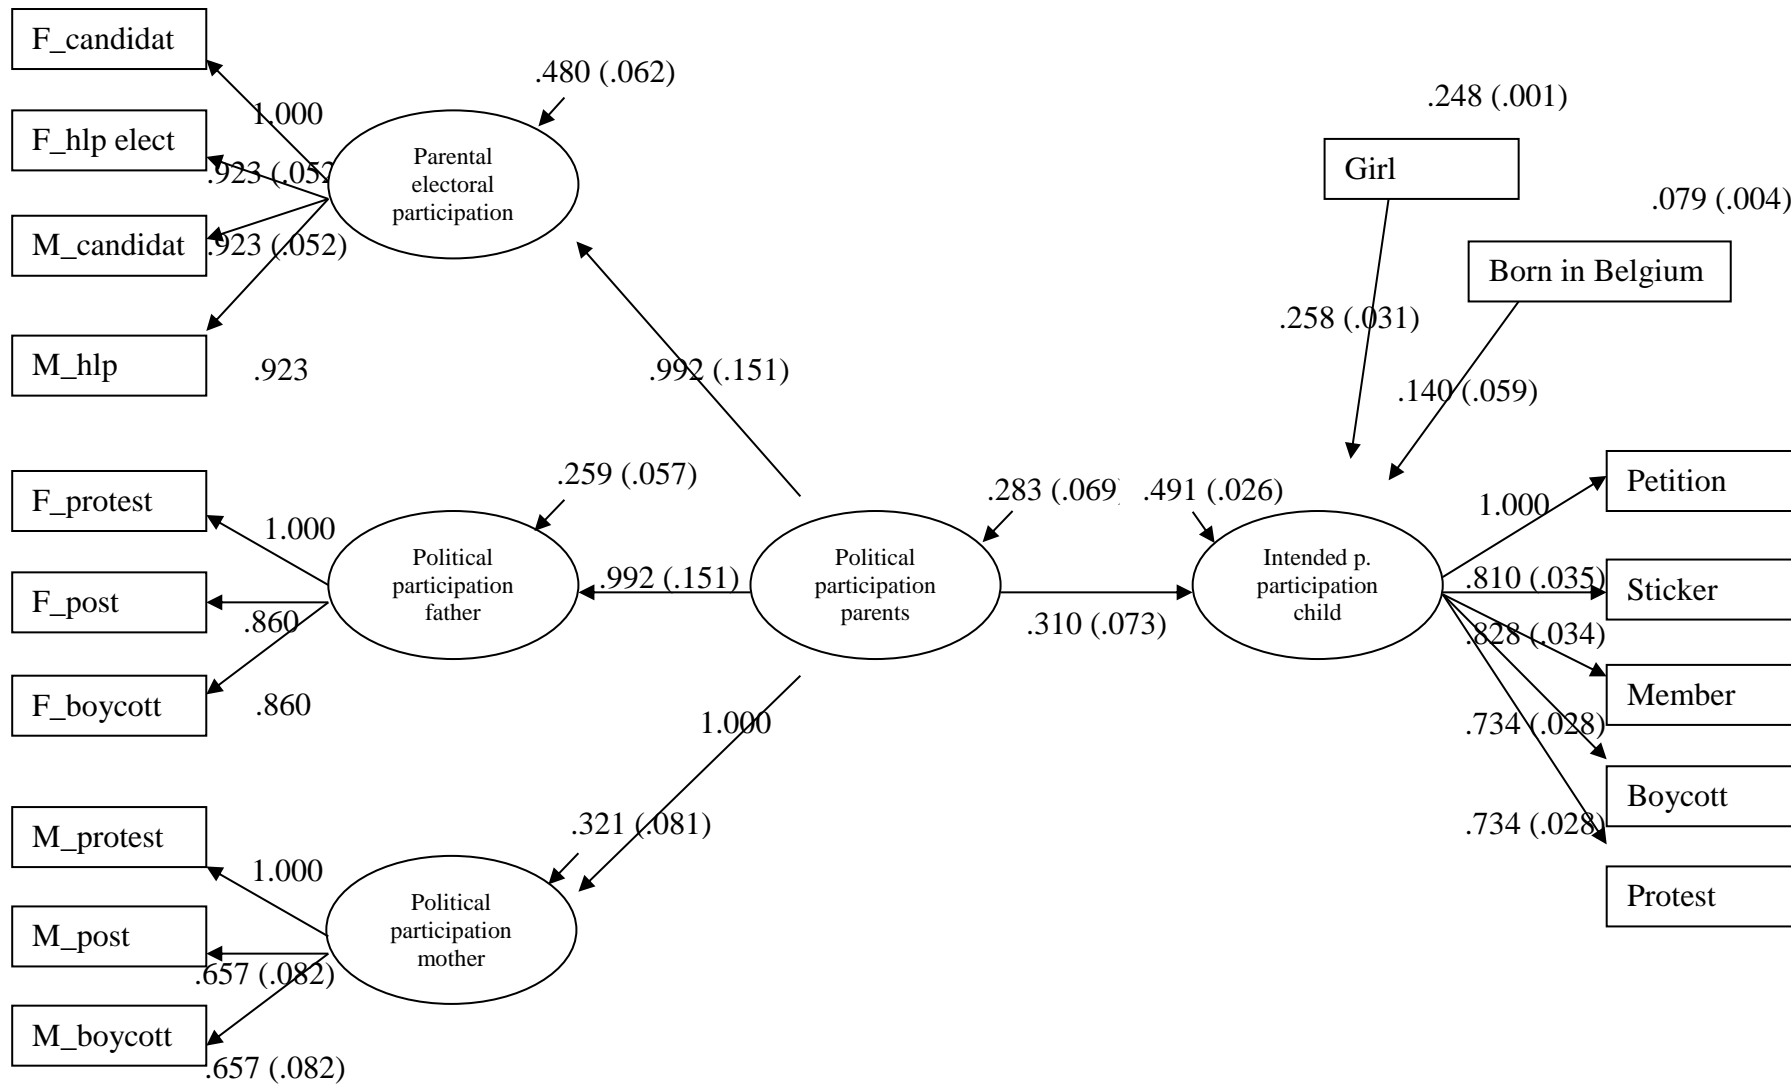 F_candidat
.480 (.062)
.248 (.001)
1.000
F_hlp elect
Parental
electoral
participation
Girl
.923 (.052
.079 (.004)
M_candidat
.923 (.052)
Born in Belgium
.258 (.031)
M_hlp
.923
.992 (.151)
.140 (.059)
F_protest
.259 (.057)
.283 (.069)
.491 (.026)
Petition
1.000
1.000
Political
participation
father
.992 (.151)
Political
participation
parents
Intended p.
participation
child
.810 (.035)
Sticker
F_post
.860
.310 (.073)
.828 (.034)
F_boycott
.860
Member
1.000
.734 (.028)
Boycott
M_protest
.321 (.081)
.734 (.028)
1.000
Political
participation
mother
Protest
M_post
.657 (.082)
M_boycott
.657 (.082)